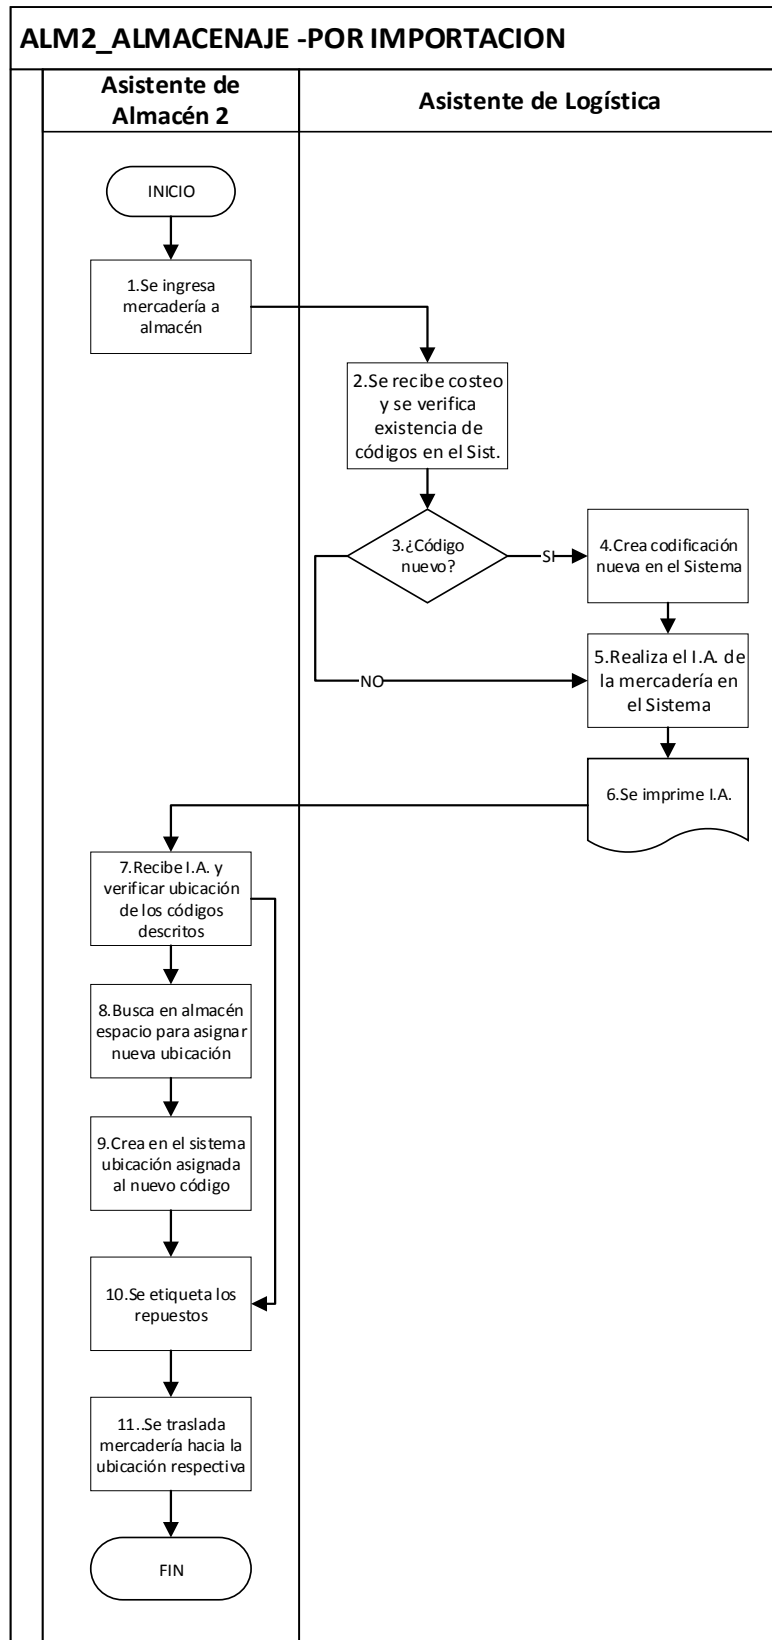 ALM2_ALMACENAJE -POR IMPORTACION
Asistente de
Almacén 2
Asistente de Logística
INICIO
1.Se ingresa
mercadería a
almacén
2.Se recibe costeo
y se verifica
existencia de
códigos en el Sist.
3.¿Código
nuevo?
SI
4.Crea codificación
nueva en el Sistema
5.Realiza el I.A. de
la mercadería en
el Sistema
NO
6.Se imprime I.A.
7.Recibe I.A. y
verificar ubicación
de los códigos
descritos
8.Busca en almacén
espacio para asignar
nueva ubicación
9.Crea en el sistema
ubicación asignada
al nuevo código
10.Se etiqueta los
repuestos
11..Se traslada
mercadería hacia la
ubicación respectiva
FIN